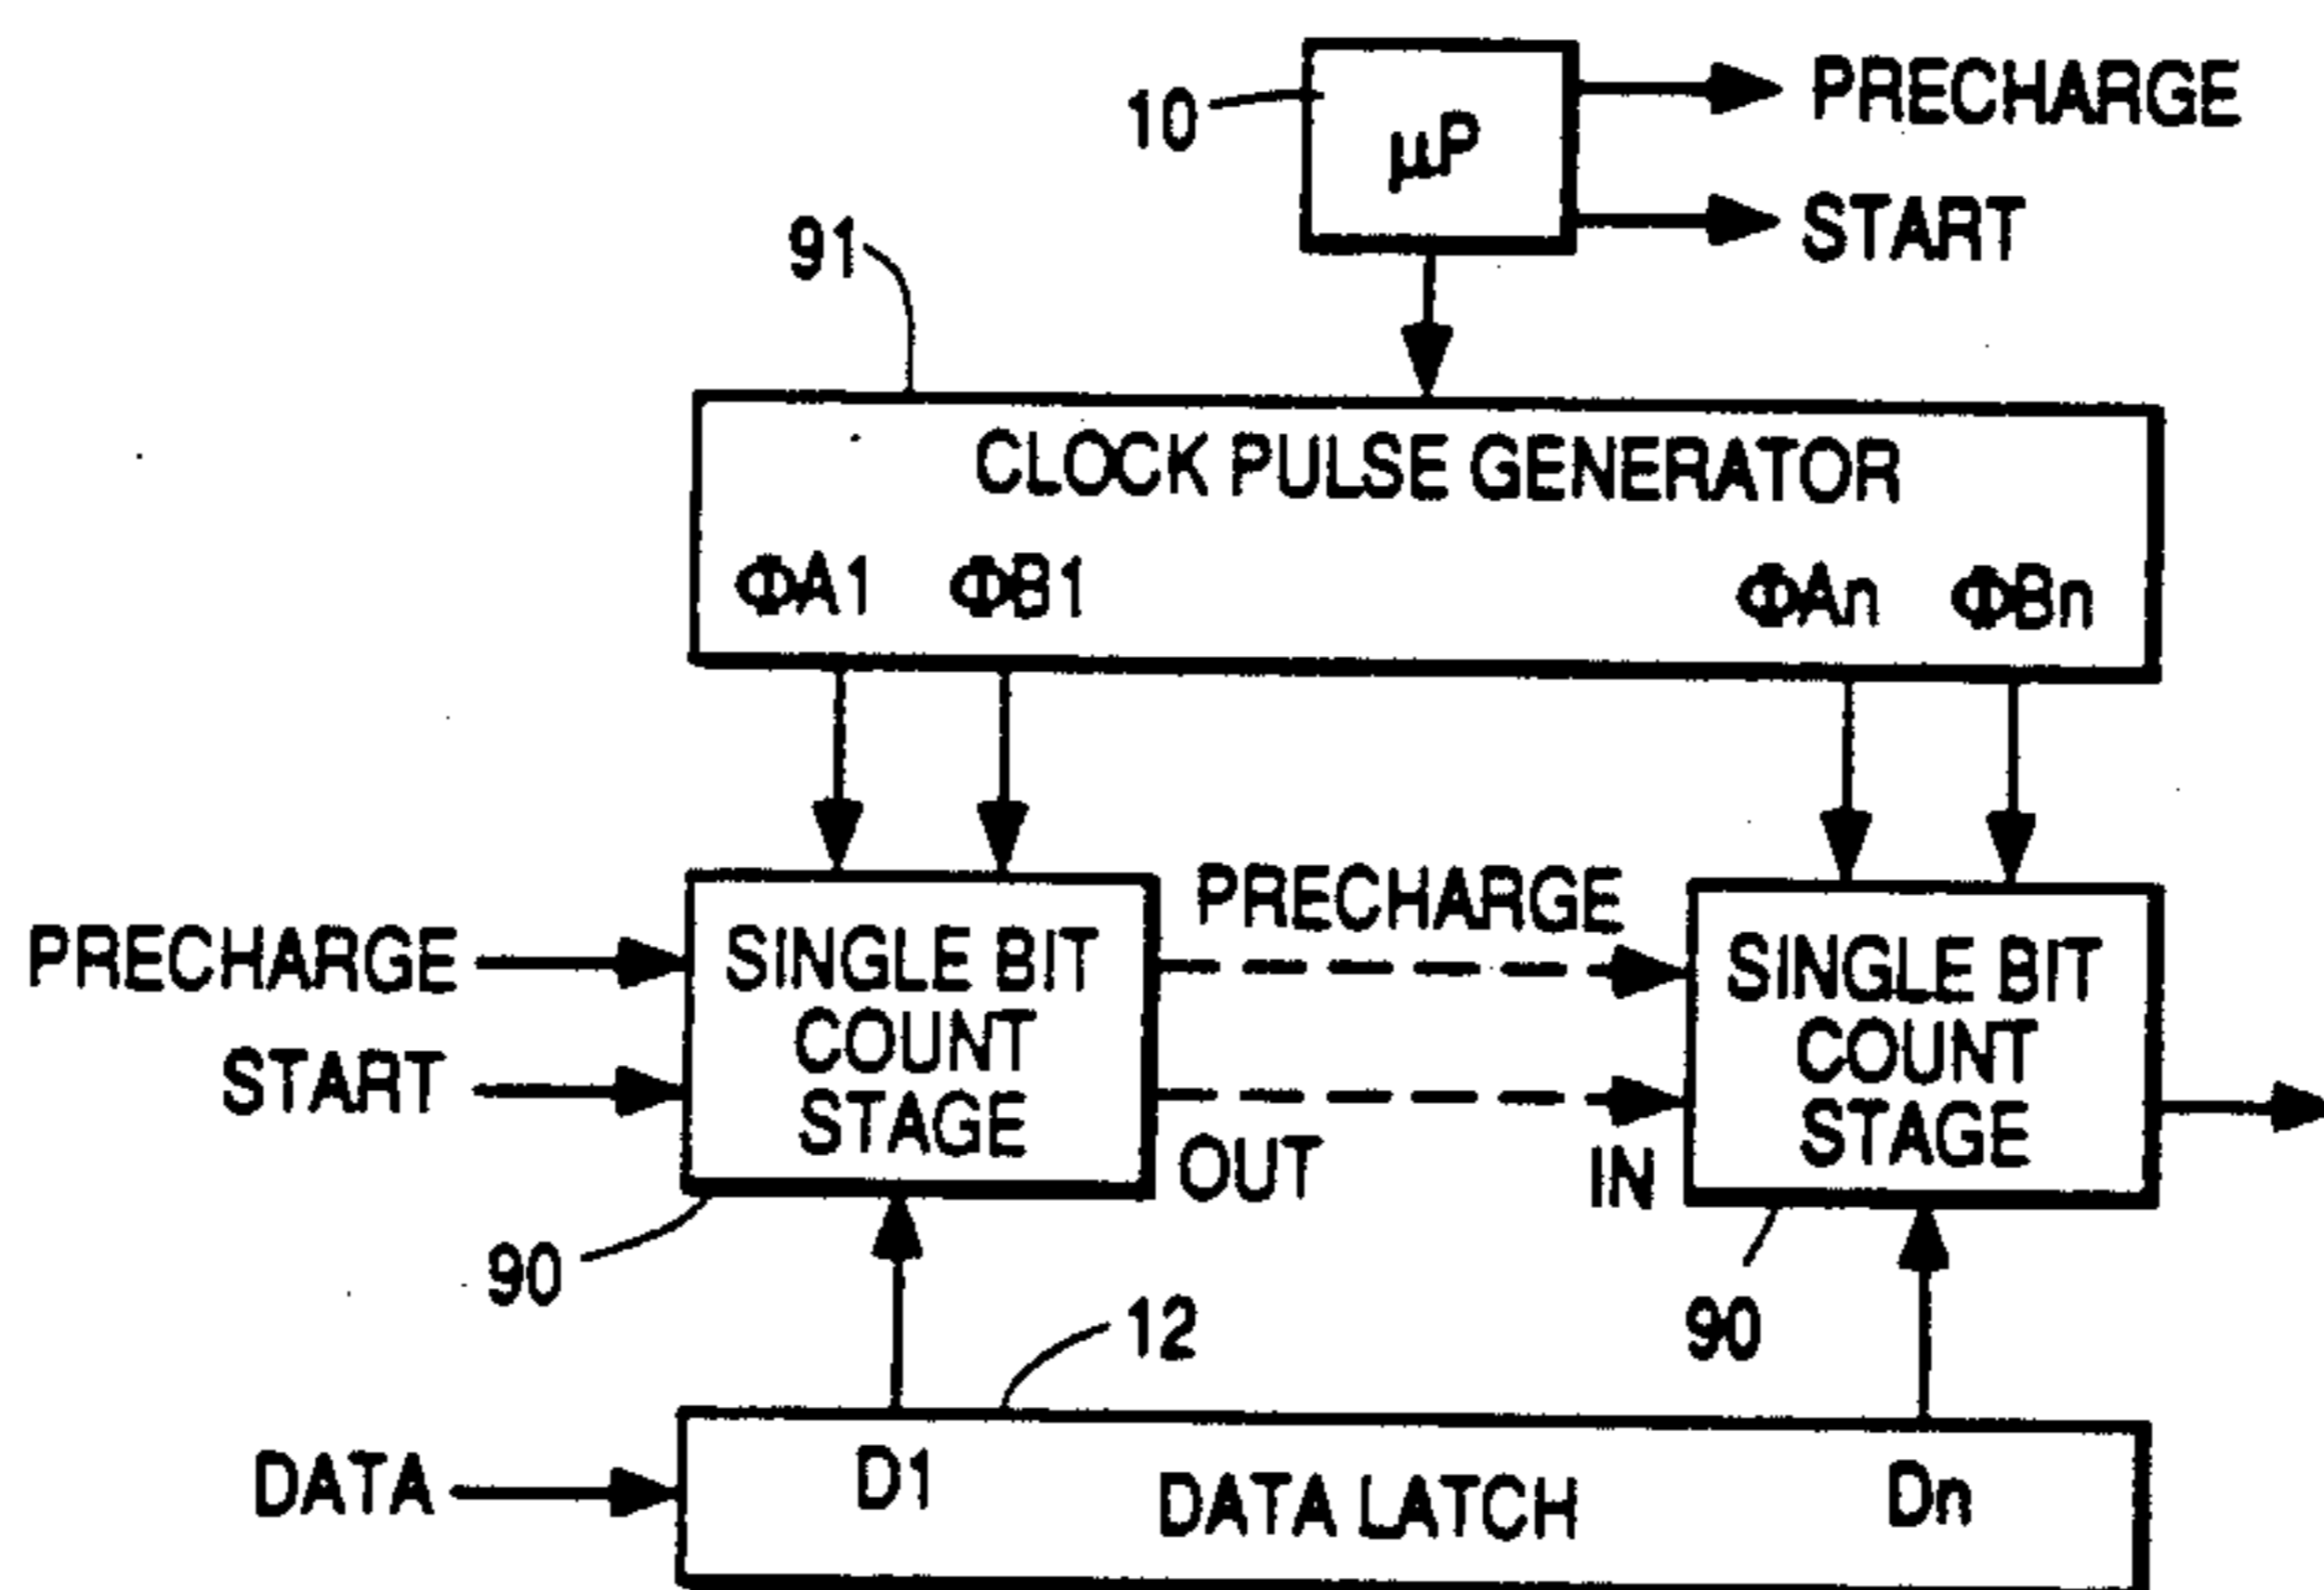 10
µP
PRECHARGE
START
91
CLOCK PULSE GENERATOR
ΦA1 ΦB1 ΦAn ΦBn
PRECHARGE
START
SINGLE BIT
COUNT
STAGE
PRECHARGE
OUT
IN
SINGLE BIT
COUNT
STAGE
90
12
90
DATA
D1
DATA LATCH
Dn